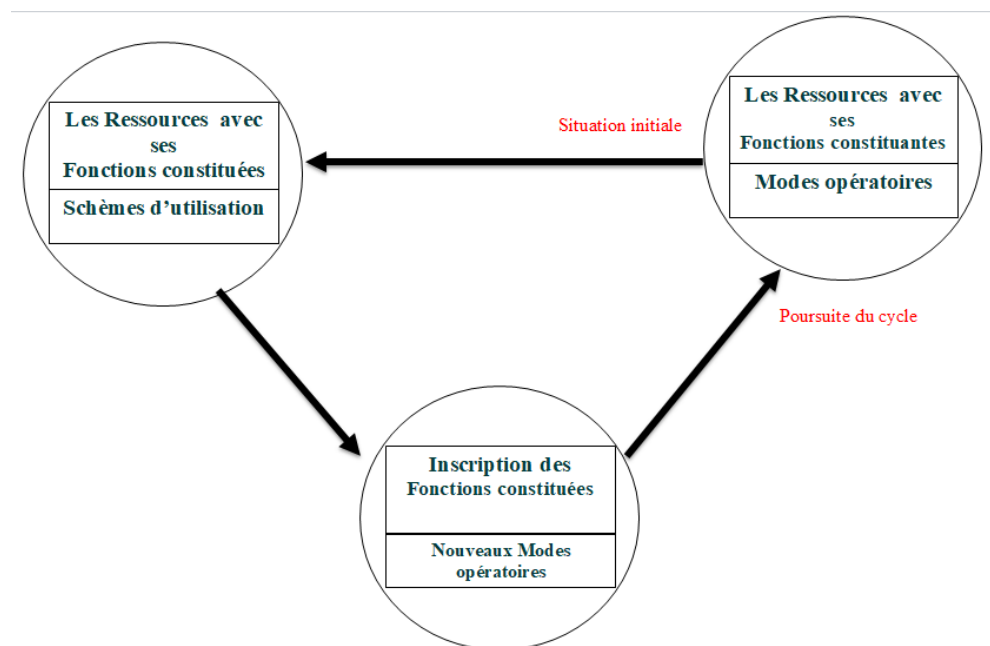 Les Ressources avec
ses
Fonctions constituées
Schèmes d'utilisation
Situation initiale
Les Ressources avec
ses
Fonctions constituantes
Modes opératoires
Poursuite du cycle
Inscription des
Fonctions constituées
Nouveaux Modes
opératoires